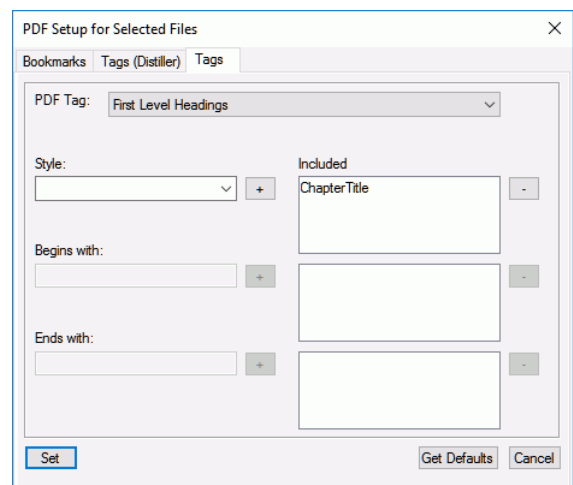 PDF Setup for Selected Files
Bookmarks Tags (Distiller) Tags
PDF Tag: First Level Headings
Style: Included
+ ChapterTitle -
Begins with:
+ -
Ends with:
+ -
Set Get Defaults Cancel